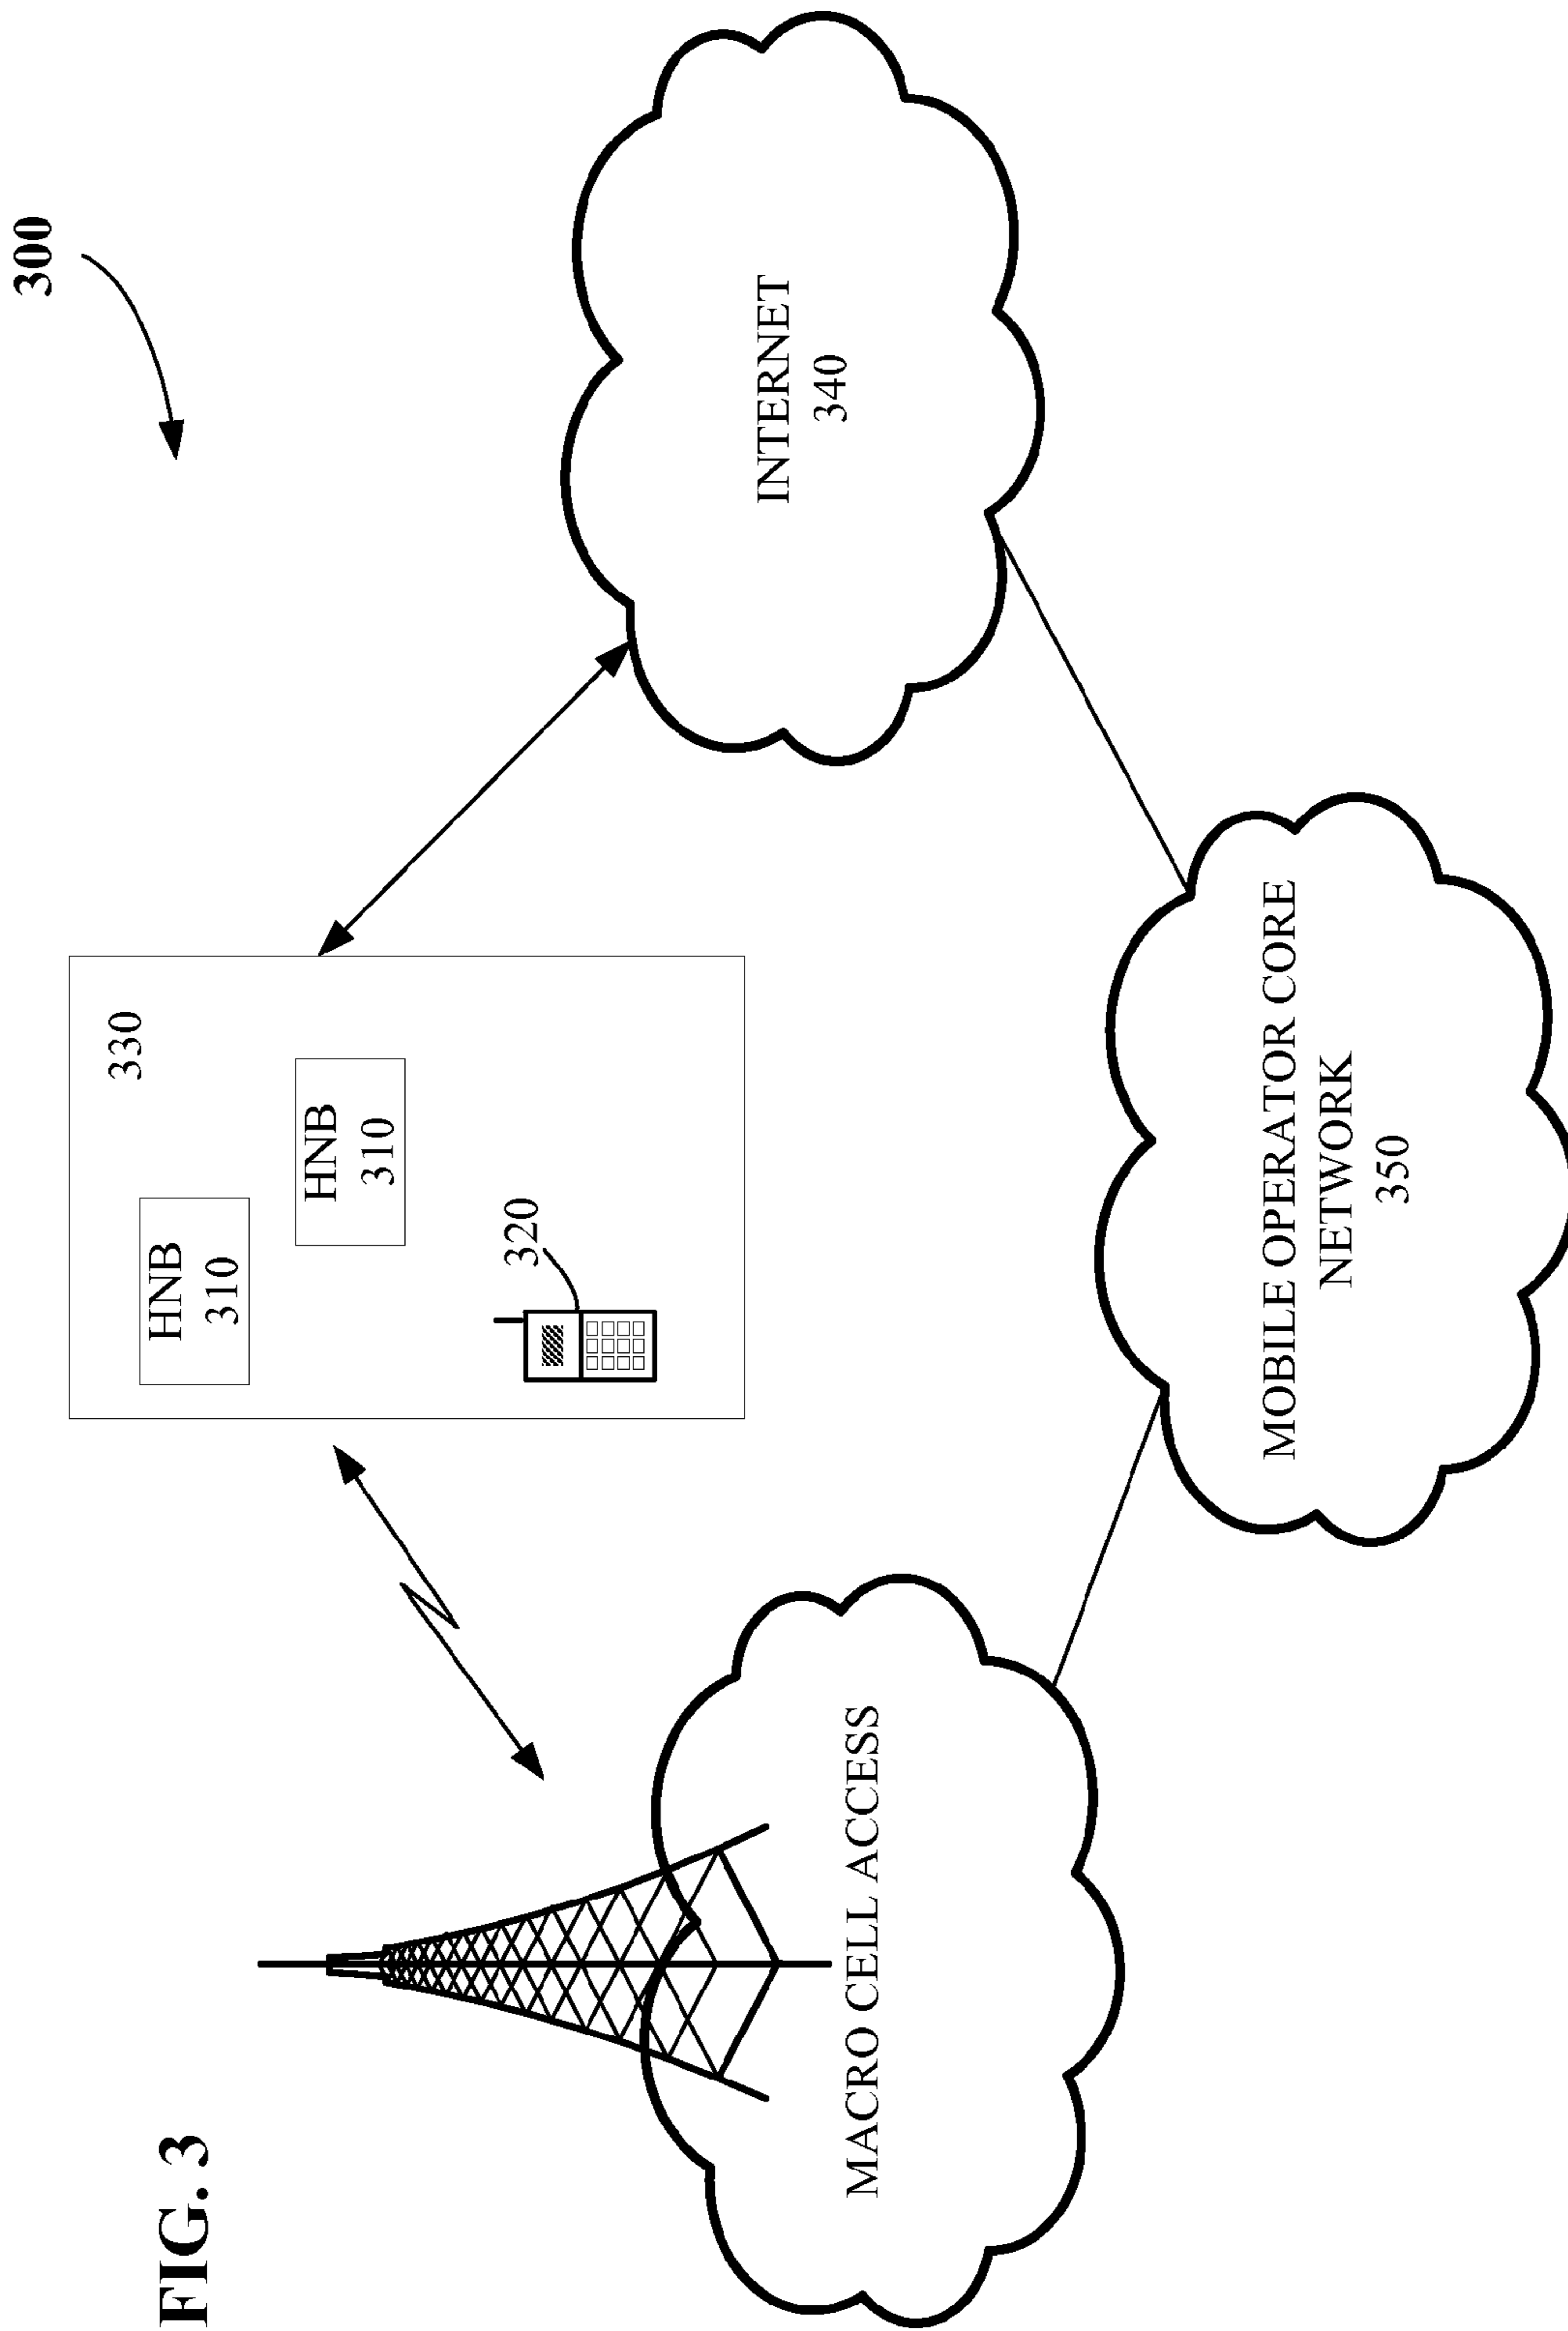 FIG. 3
300
330
HNB
310
HNB
310
320
INTERNET
340
MACRO CELL ACCESS
MOBILE OPERATOR CORE
NETWORK
350